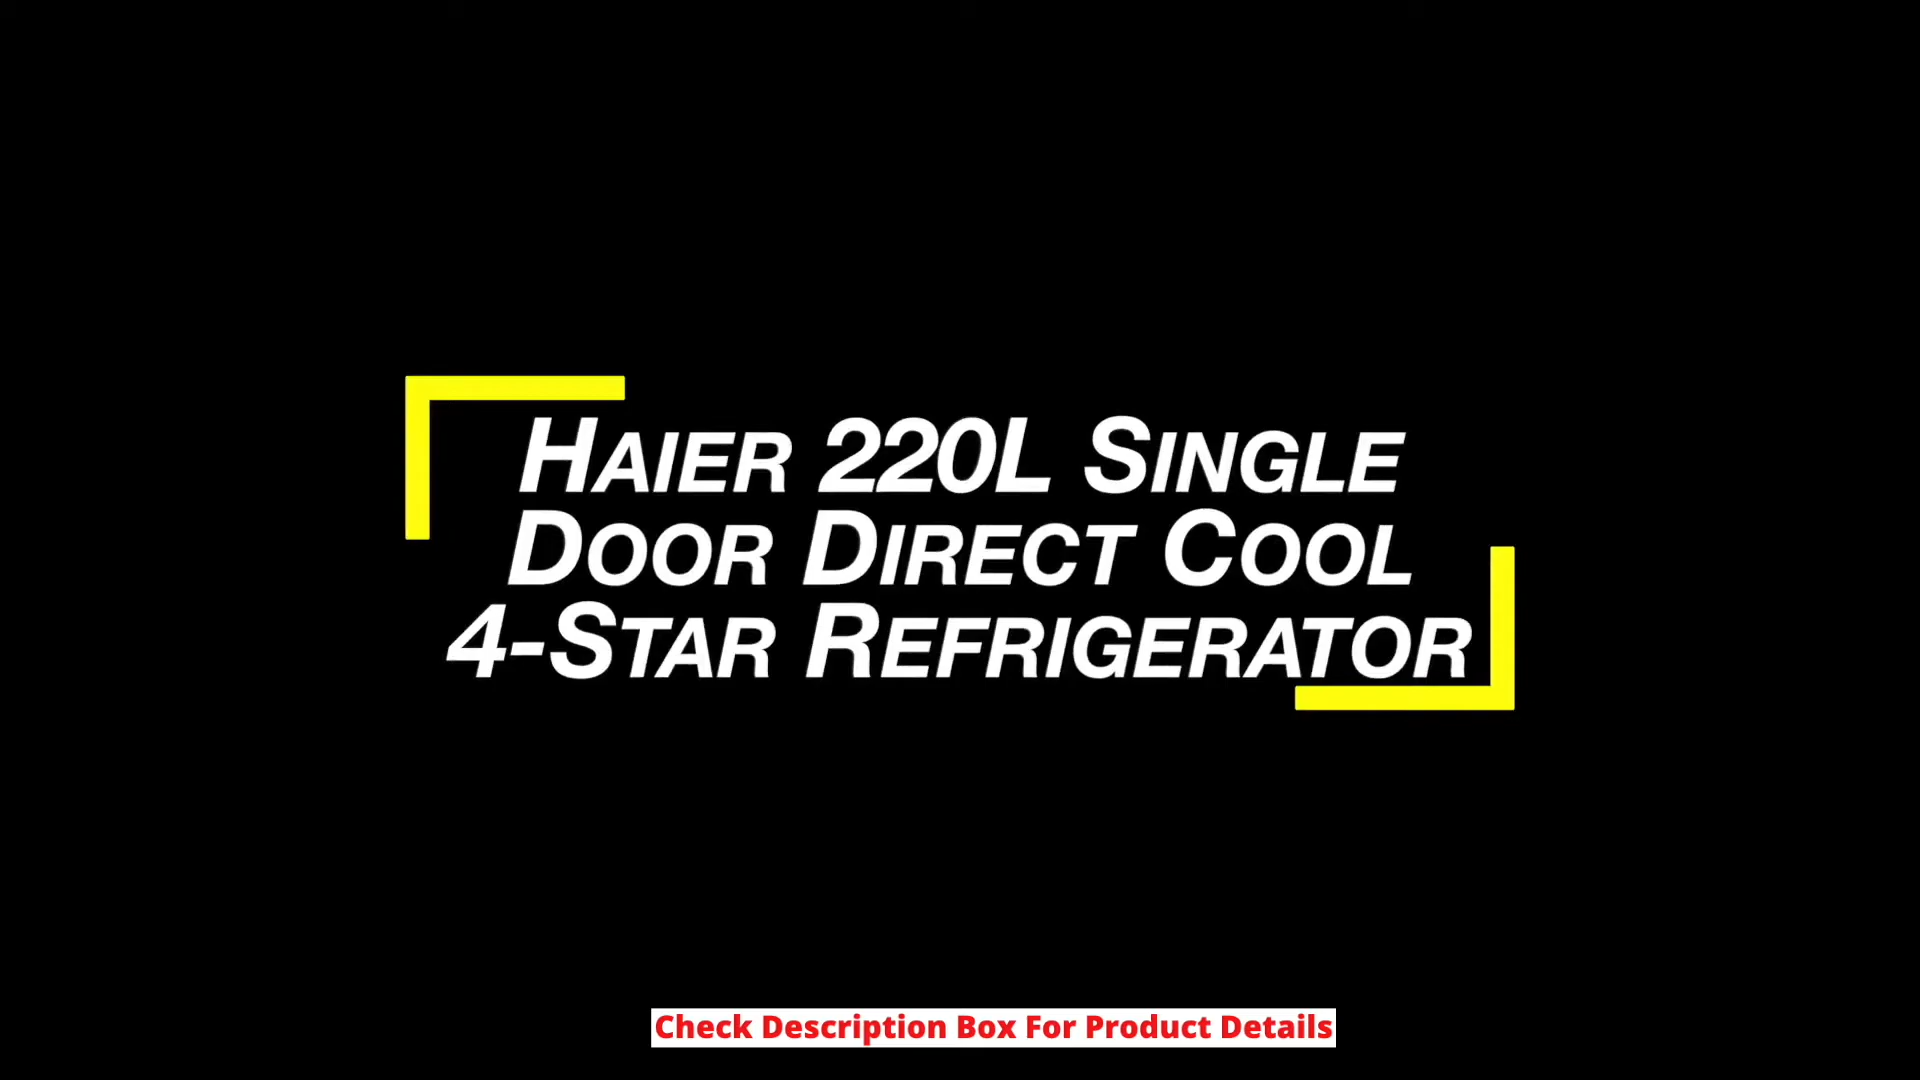 HAIER 220L SINGLE
DOOR DIRECT COOL
4-STAR REFRIGERATOR
Check Description Box For Product Details